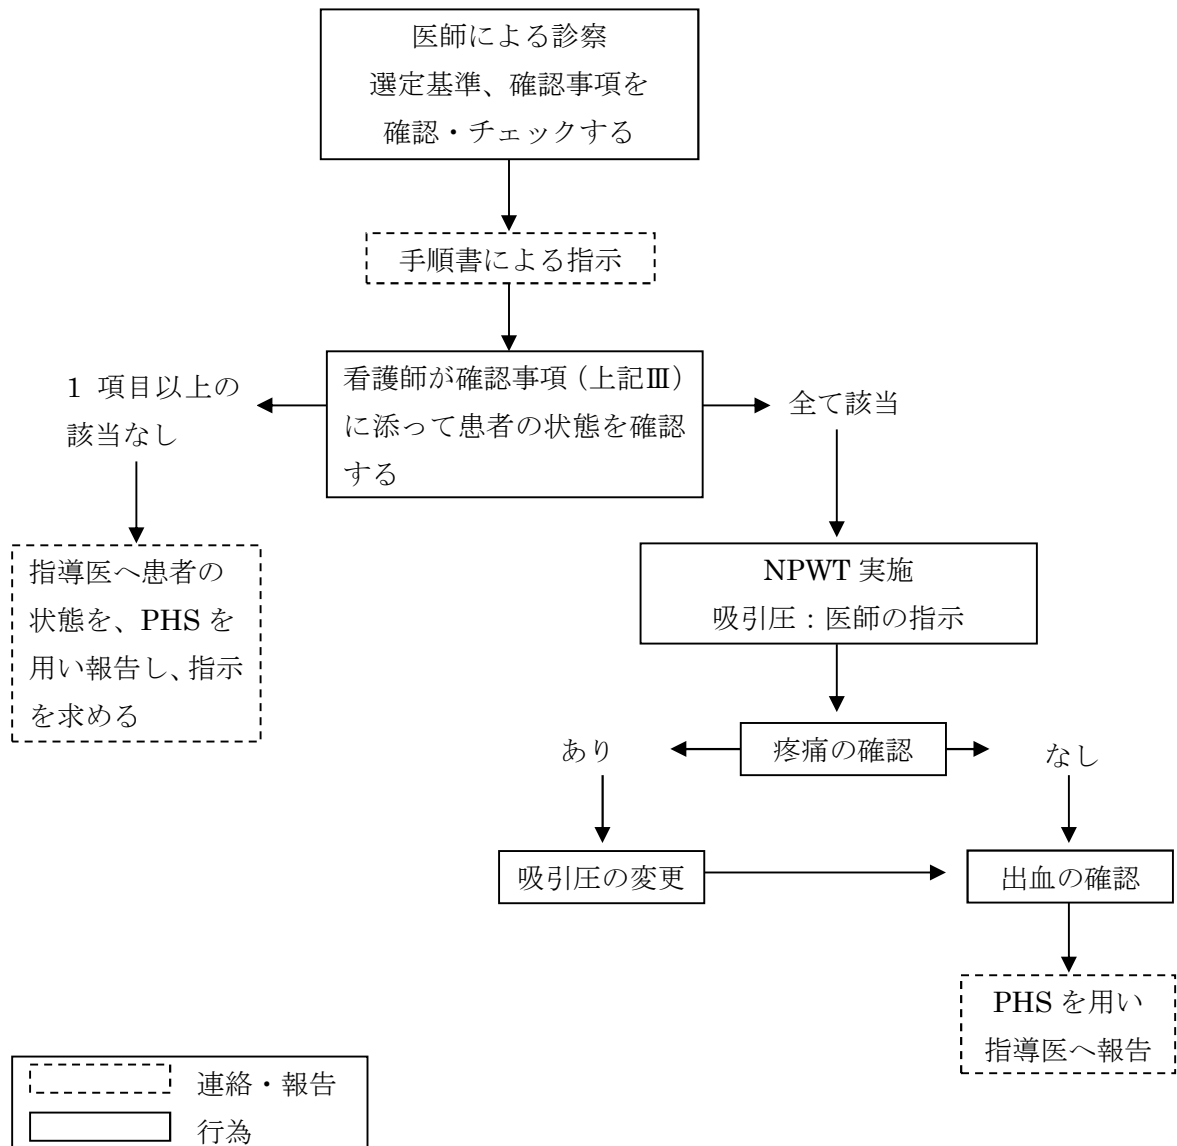 医師による診察
選定基準、確認事項を
確認・チェックする
手順書による指示
1 項目以上の
該当なし
看護師が確認事項（上記Ⅲ）
に添って患者の状態を確認
する
全て該当
指導医へ患者の
状態を、PHS を
用い報告し、指示
を求める
NPWT 実施
吸引圧：医師の指示
あり
疼痛の確認
なし
吸引圧の変更
出血の確認
PHS を用い
指導医へ報告
連絡・報告
行為